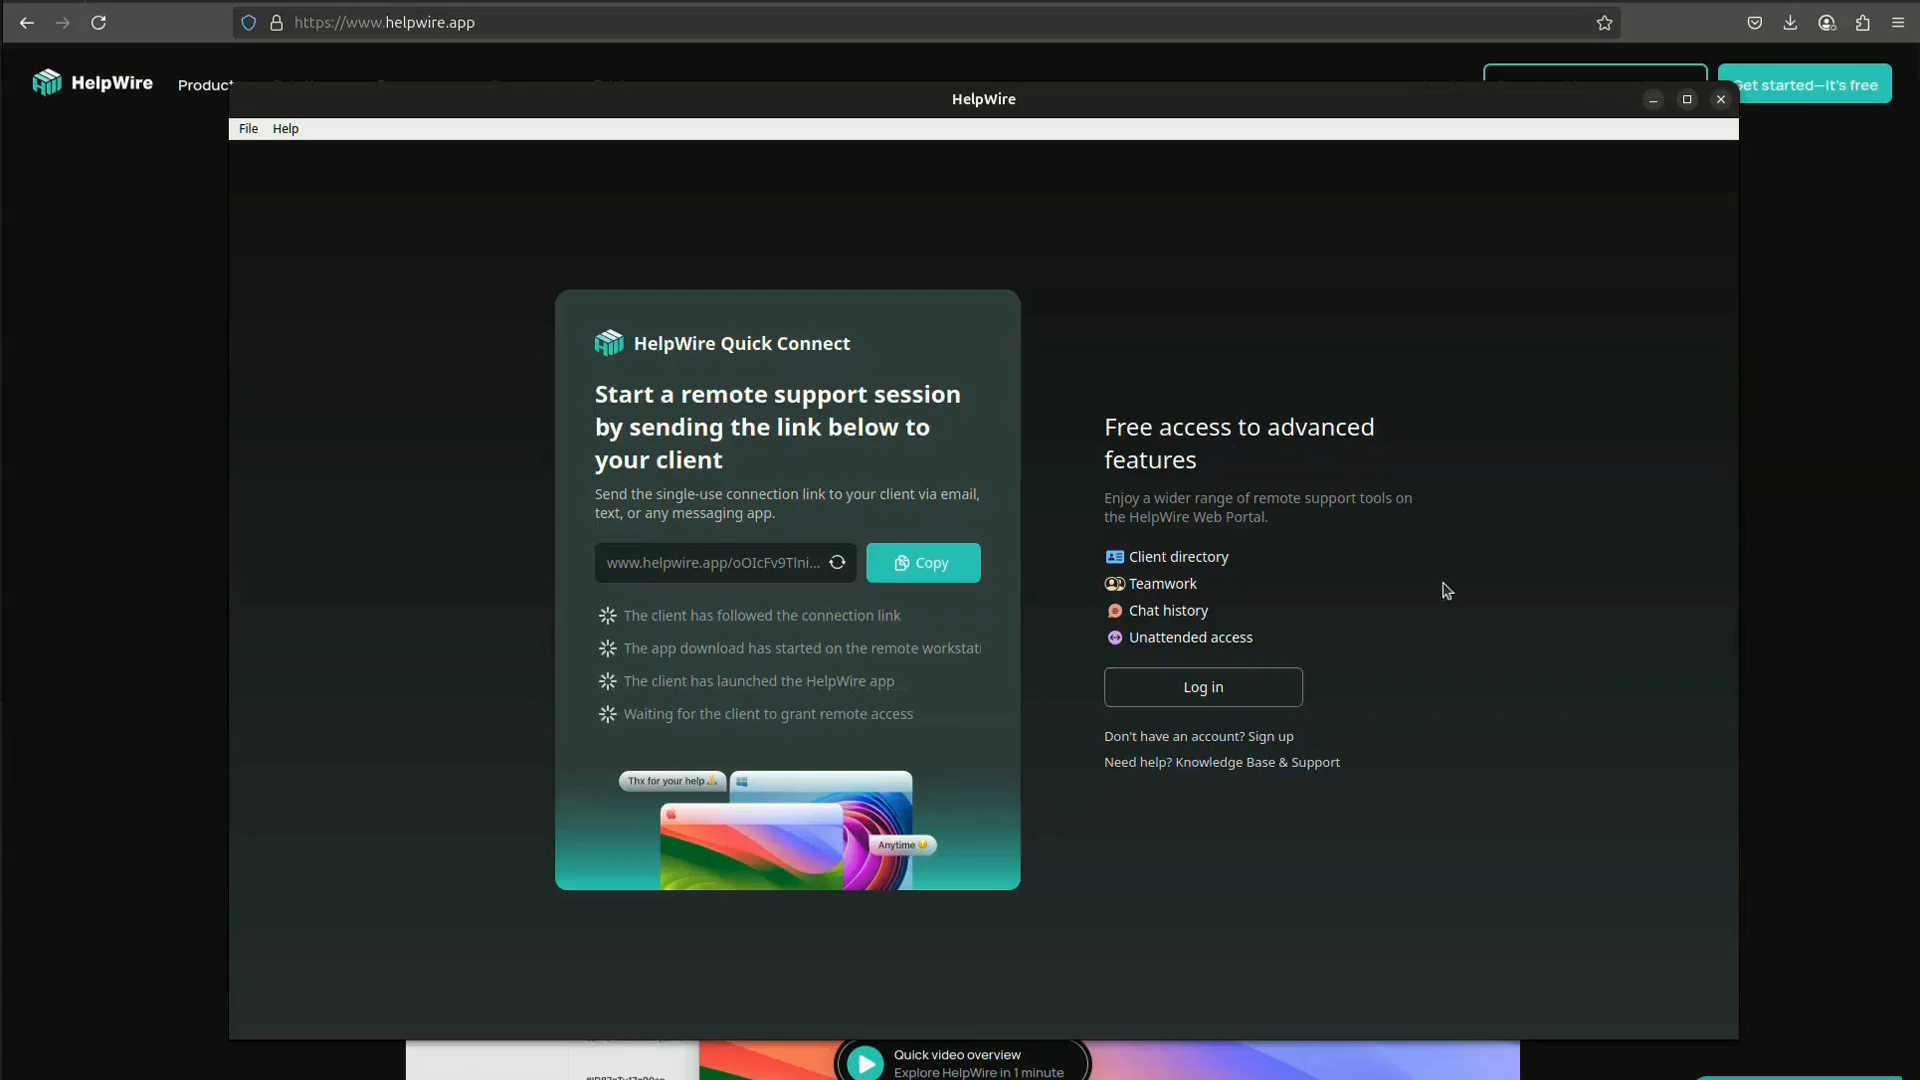 https://www.helpwire.app
HelpWire
Product
Get started—it's free
HelpWire
File Help
HelpWire Quick Connect
Start a remote support session
by sending the link below to
your client
Send the single-use connection link to your client via email,
text, or any messaging app.
www.helpwire.app/oOIcFv9Tlni...
Copy
The client has followed the connection link
The app download has started on the remote workstati
The client has launched the HelpWire app
Waiting for the client to grant remote access
Thx for your help 🙏
Anytime 😉
Free access to advanced
features
Enjoy a wider range of remote support tools on
the HelpWire Web Portal.
Client directory
Teamwork
Chat history
Unattended access
Log in
Don't have an account? Sign up
Need help? Knowledge Base & Support
Quick video overview
Explore HelpWire in 1 minute